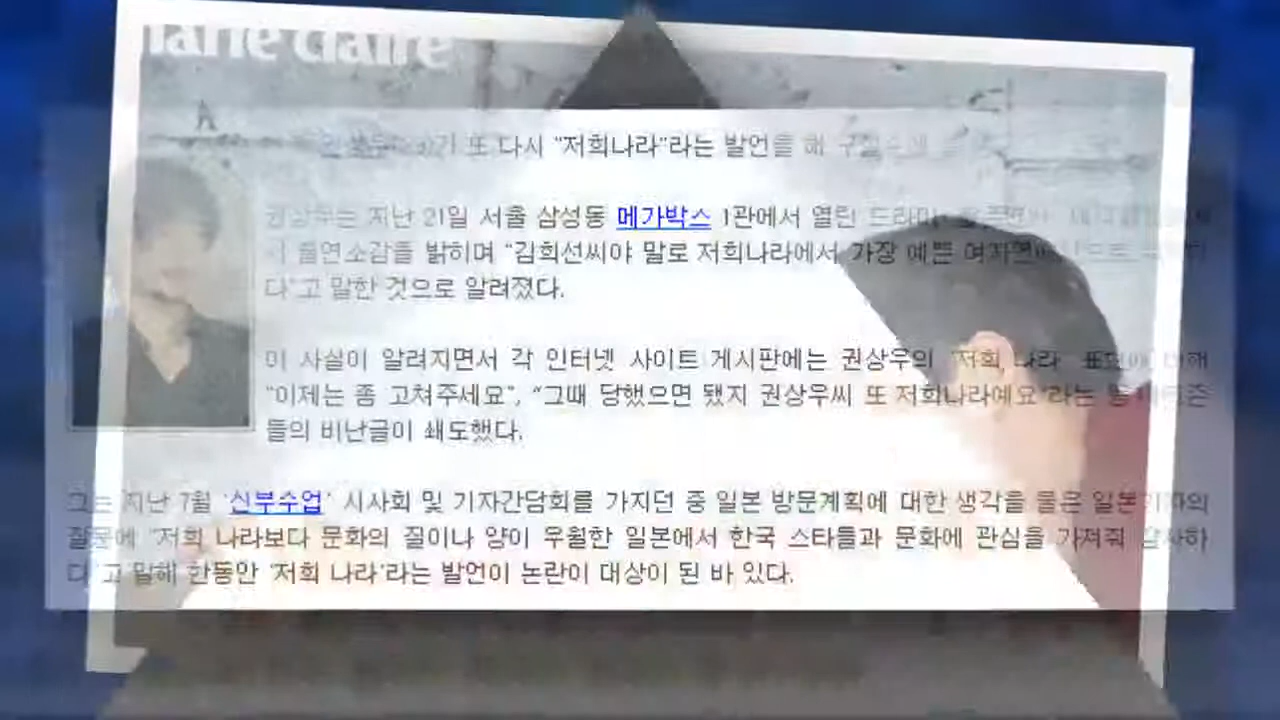 marie claire
또 다시 "저희나라"라는 발언을 해
권상우는 지난 21일 서울 삼성동 메가박스 1관에서 열린 드라마
서 출연소감을 밝히며 "김희선씨야 말로 저희나라에서 가장 예쁜
다"고 말한 것으로 알려졌다.
이 사실이 알려지면서 각 인터넷 사이트 게시판에는 권상우의 '저희 나라' 표현에 대해
"이제는 좀 고쳐주세요", "그때 당했으면 됐지 권상우씨 또 저희나라예요"라는 등 네티즌
들의 비난글이 쇄도했다.
그는 지난 7월 '신부수업' 시사회 및 기자간담회를 가지던 중 일본 방문계획에 대한 생각을 물은 일본기자의
질문에 "저희 나라보다 문화의 질이나 양이 우월한 일본에서 한국 스타들과 문화에 관심을 가져줘 감사하
다"고 말해 한동안 '저희 나라'라는 발언이 논란이 대상이 된 바 있다.